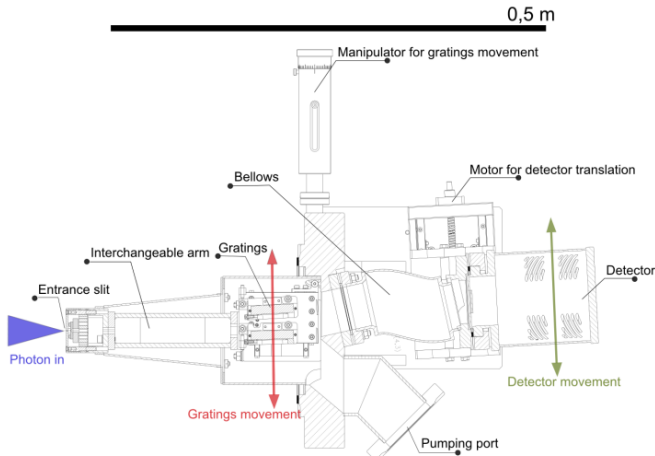 0,5 m
Manipulator for gratings movement
Motor for detector translation
Bellows
Interchangeable arm
Gratings
Detector
Entrance slit
Photon in
Detector movement
Gratings movement
Pumping port